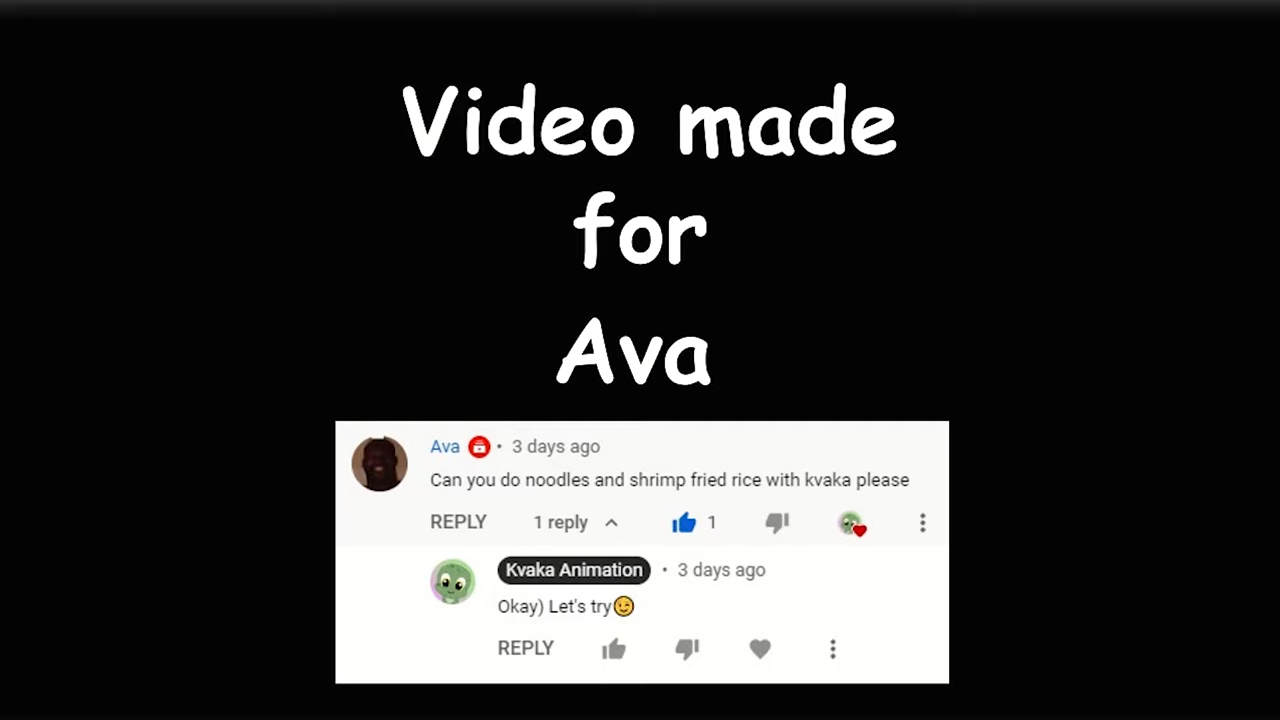 Video made
for
Ava
Ava • 3 days ago
Can you do noodles and shrimp fried rice with kvaka please
REPLY 1 reply 1
Kvaka Animation • 3 days ago
Okay) Let's try😉
REPLY